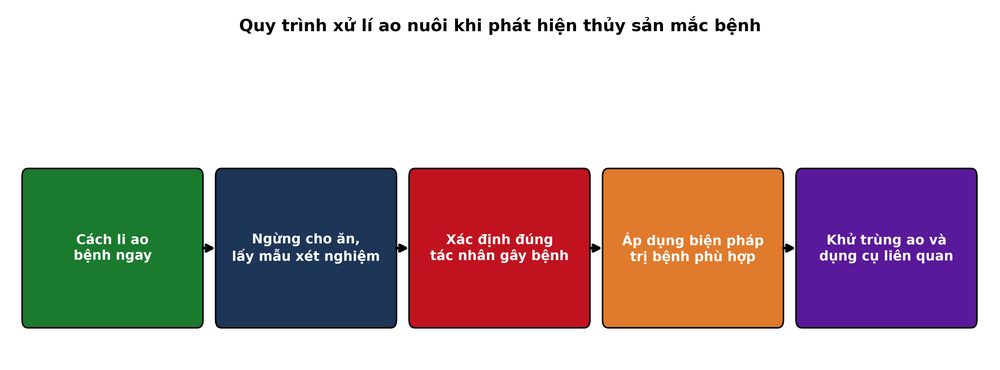 Quy trình xử lí ao nuôi khi phát hiện thủy sản mắc bệnh
Cách li ao
bệnh ngay
Ngừng cho ăn,
lấy mẫu xét nghiệm
Xác định đúng
tác nhân gây bệnh
Áp dụng biện pháp
trị bệnh phù hợp
Khử trùng ao và
dụng cụ liên quan